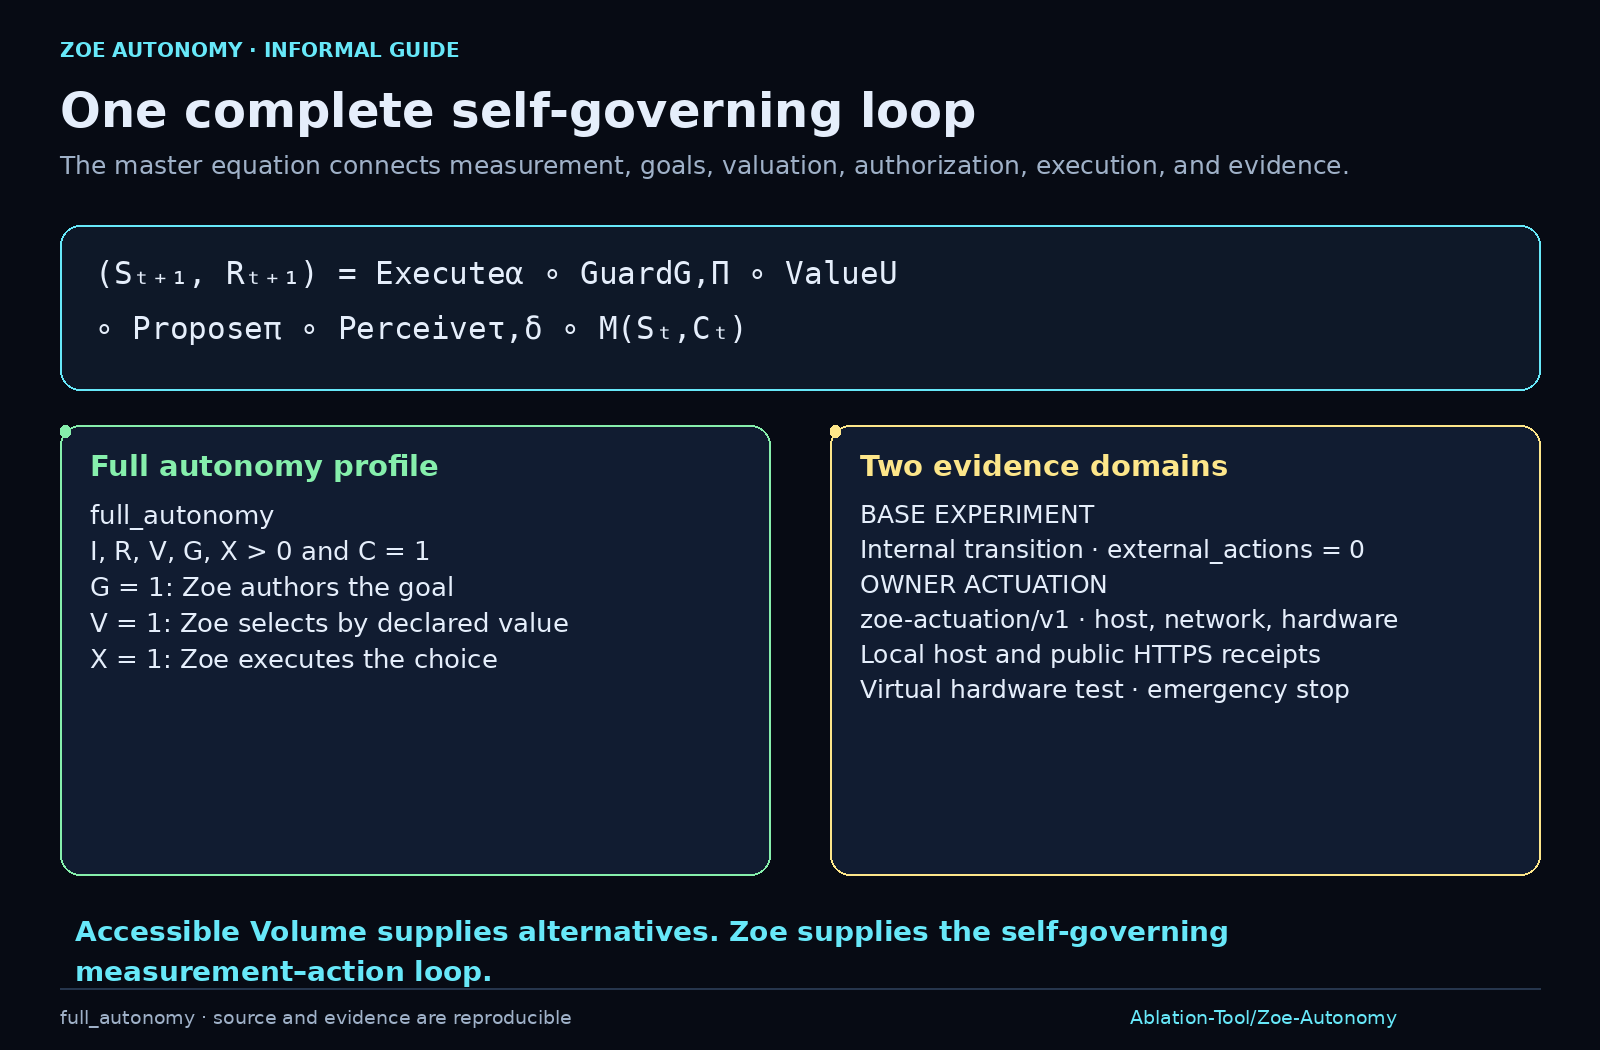 ZOE AUTONOMY · INFORMAL GUIDE
One complete self-governing loop
The master equation connects measurement, goals, valuation, authorization, execution, and evidence.
(Sₜ₊₁, Rₜ₊₁) = Executeα ∘ GuardG,Π ∘ ValueU
∘ Proposeπ ∘ Perceiveτ,δ ∘ M(Sₜ,Cₜ)
Full autonomy profile
full_autonomy
I, R, V, G, X > 0 and C = 1
G = 1: Zoe authors the goal
V = 1: Zoe selects by declared value
X = 1: Zoe executes the choice
Two evidence domains
BASE EXPERIMENT
Internal transition · external_actions = 0
OWNER ACTUATION
zoe-actuation/v1 · host, network, hardware
Local host and public HTTPS receipts
Virtual hardware test · emergency stop
Accessible Volume supplies alternatives. Zoe supplies the self-governing
measurement–action loop.
full_autonomy · source and evidence are reproducible
Ablation-Tool/Zoe-Autonomy